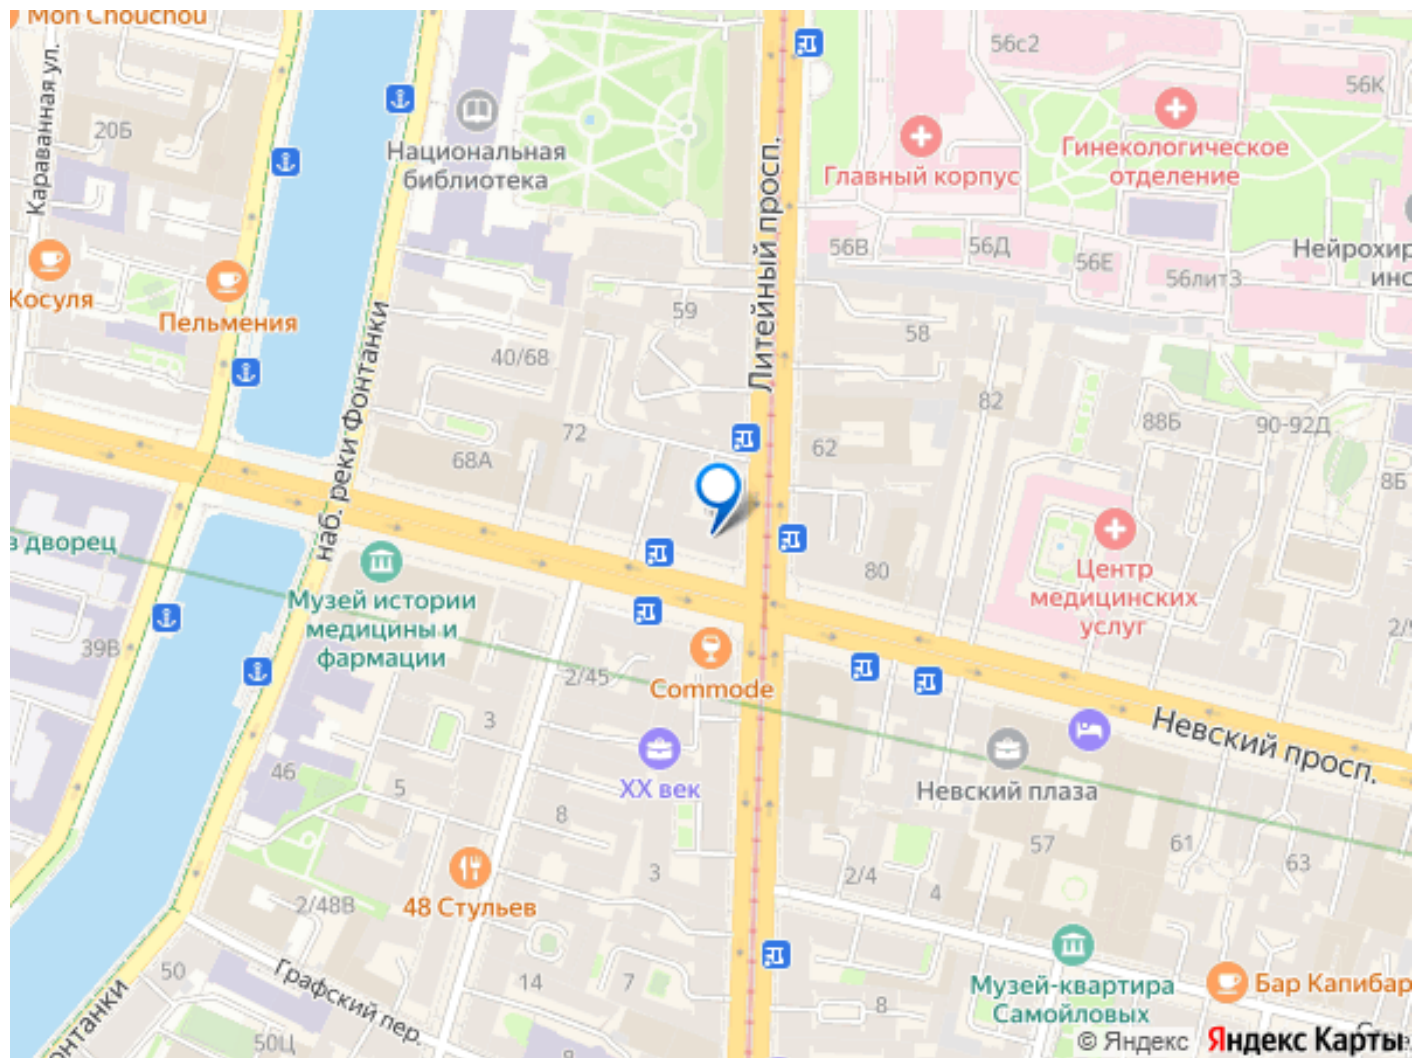 Mon Chouchou
Караванная ул.
20Б
Национальная
библиотека
Литейный просп.
56с2
56К
Главный корпус
Гинекологическое
отделение
56В
56Д
56Е
56лит3
Нейрохир
инс
Косуля
Пельмения
наб. реки Фонтанки
59
40/68
58
72
68А
62
82
88Б
90-92Д
8Б
з дворец
Музей истории
медицины и
фармации
80
Центр
медицинских
услуг
39В
2/45
Commode
3
XX век
46
5
8
Невский просп.
Невский плаза
57
61
63
3
2/4
4
48 Стульев
2/48В
Графский пер.
50
14
7
8
Музей-квартира
Самойловых
Бар Капибар
онтанки
50Ц
© Яндекс Яндекс Карты